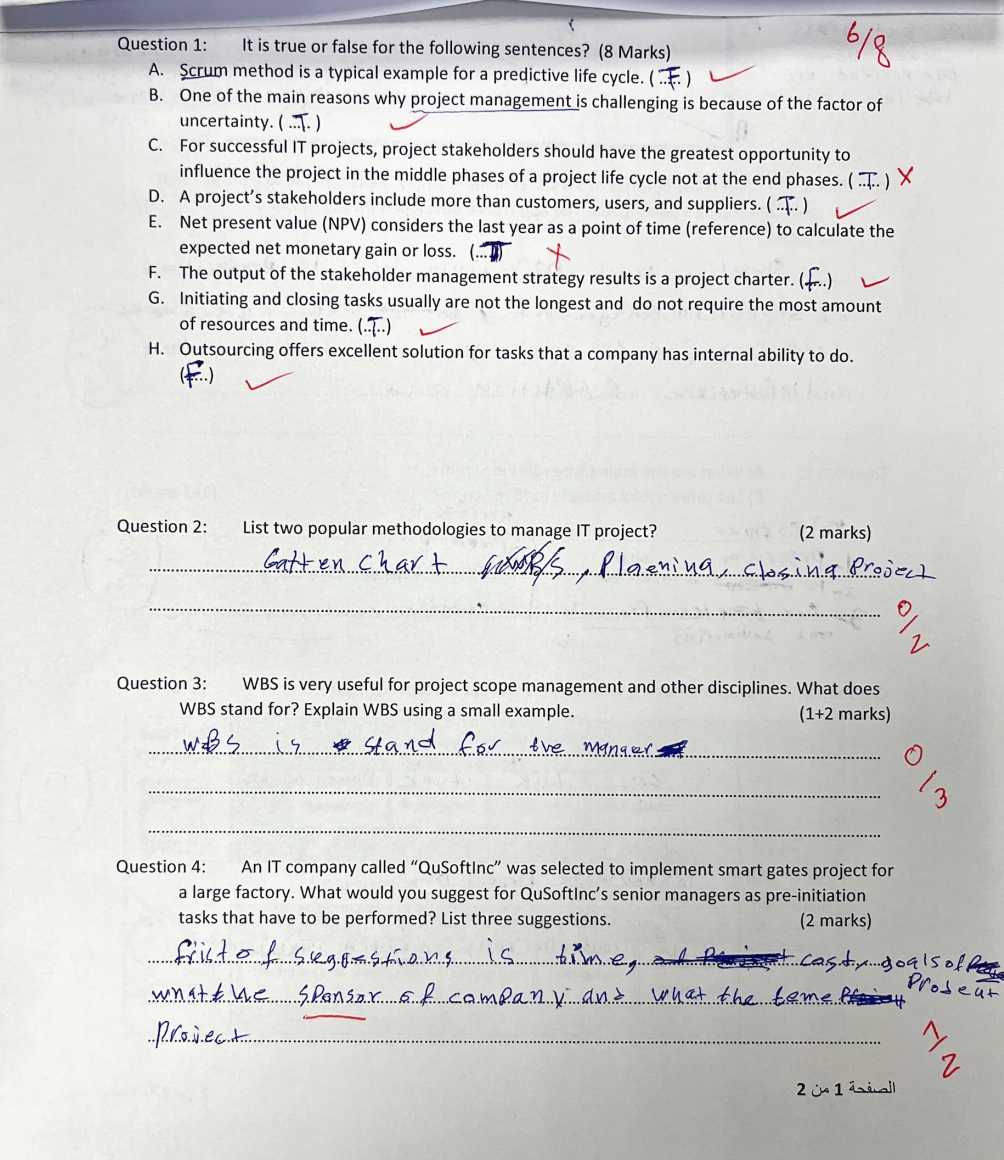 6/8
Question 1: It is true or false for the following sentences? (8 Marks)
A. Scrum method is a typical example for a predictive life cycle. (..F..)
B. One of the main reasons why project management is challenging is because of the factor of
uncertainty. (...T..)
C. For successful IT projects, project stakeholders should have the greatest opportunity to
influence the project in the middle phases of a project life cycle not at the end phases. (..T..)
D. A project's stakeholders include more than customers, users, and suppliers. (..T..)
E. Net present value (NPV) considers the last year as a point of time (reference) to calculate the
expected net monetary gain or loss. (...T)
F. The output of the stakeholder management strategy results is a project charter. (F..)
G. Initiating and closing tasks usually are not the longest and do not require the most amount
of resources and time. (..T..)
H. Outsourcing offers excellent solution for tasks that a company has internal ability to do.
(F...)
Question 2: List two popular methodologies to manage IT project? (2 marks)
Gatten chart , Plaening, closing Project
0/2
Question 3: WBS is very useful for project scope management and other disciplines. What does
WBS stand for? Explain WBS using a small example. (1+2 marks)
WBS is stand for the manger
0/3
Question 4: An IT company called “QuSoftInc” was selected to implement smart gates project for
a large factory. What would you suggest for QuSoftInc's senior managers as pre-initiation
tasks that have to be performed? List three suggestions. (2 marks)
frist of seggestions is time, cast, goals of
what the sponsor of company and what the teme
Project
1/2
الصفحة 1 من 2